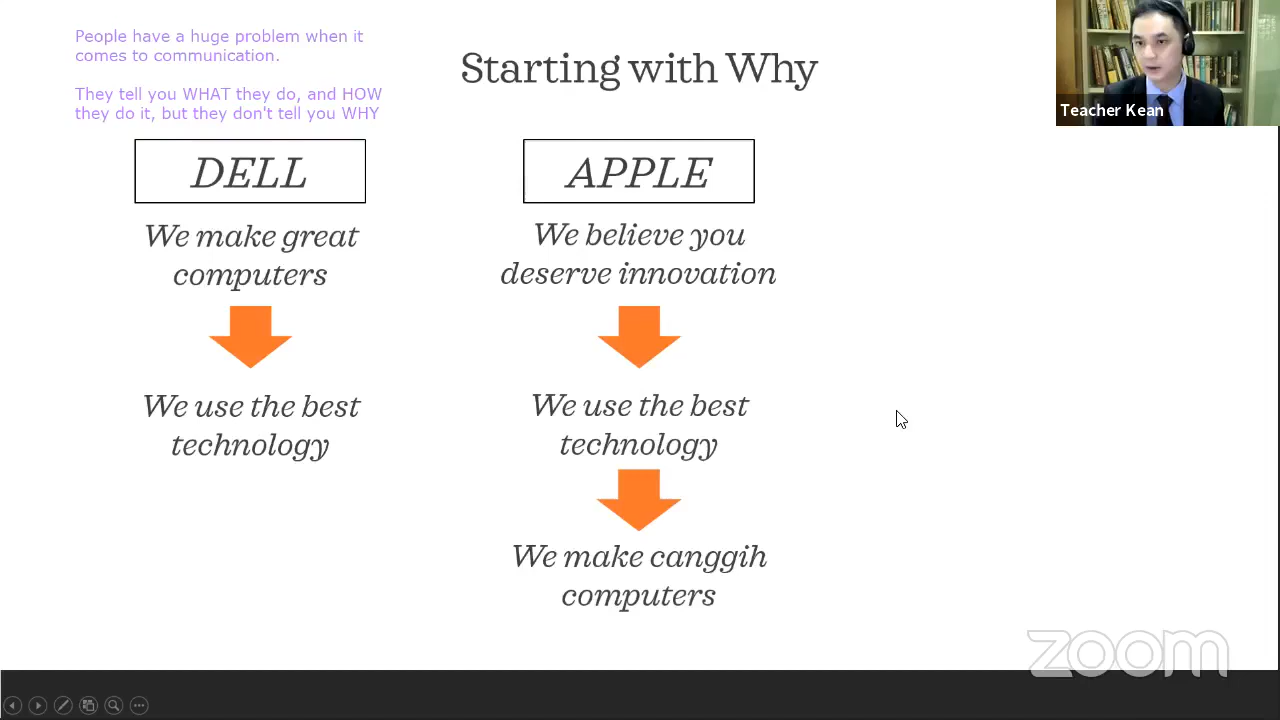 People have a huge problem when it
comes to communication.
They tell you WHAT they do, and HOW
they do it, but they don't tell you WHY
Starting with Why
Teacher Kean
DELL
We make great
computers
We use the best
technology
APPLE
We believe you
deserve innovation
We use the best
technology
We make canggih
computers
zoom